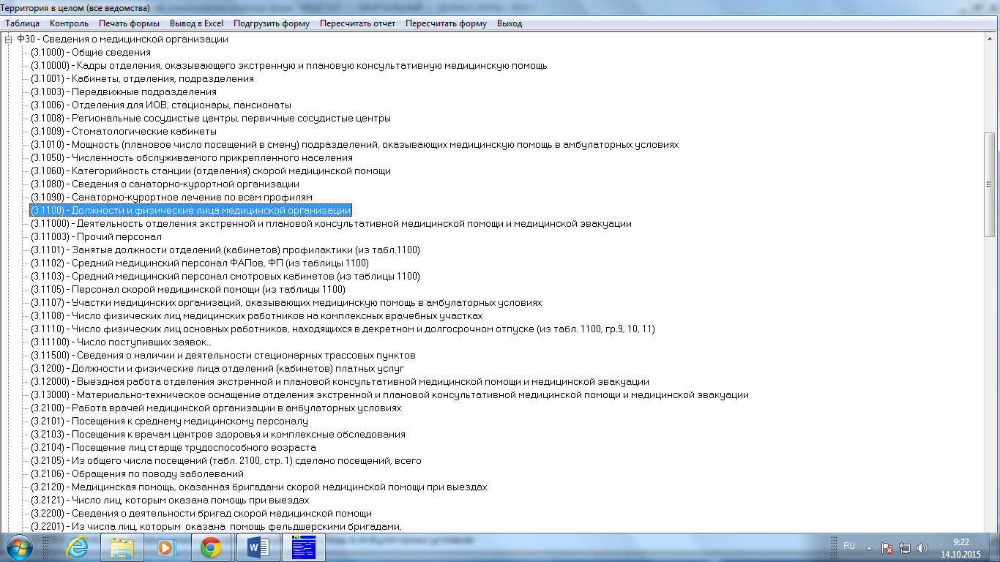 Территория в целом (все ведомства)
Таблица Контроль Печать формы Вывод в Excel Подгрузить форму Пересчитать отчет Пересчитать форму Выход
Ф30 - Сведения о медицинской организации
(3.1000) - Общие сведения
(3.10000) - Кадры отделения, оказывающего экстренную и плановую консультативную медицинскую помощь
(3.1001) - Кабинеты, отделения, подразделения
(3.1003) - Передвижные подразделения
(3.1006) - Отделения для ИОВ, стационары, пансионаты
(3.1008) - Региональные сосудистые центры, первичные сосудистые центры
(3.1009) - Стоматологические кабинеты
(3.1010) - Мощность (плановое число посещений в смену) подразделений, оказывающих медицинскую помощь в амбулаторных условиях
(3.1050) - Численность обслуживаемого прикрепленного населения
(3.1060) - Категорийность станции (отделения) скорой медицинской помощи
(3.1080) - Сведения о санаторно-курортной организации
(3.1090) - Санаторно-курортное лечение по всем профилям
(3.1100) - Должности и физические лица медицинской организации
(3.11000) - Деятельность отделения экстренной и плановой консультативной медицинской помощи и медицинской эвакуации
(3.11003) - Прочий персонал
(3.1101) - Занятые должности отделений (кабинетов) профилактики (из табл.1100)
(3.1102) - Средний медицинский персонал ФАПов, ФП (из таблицы 1100)
(3.1103) - Средний медицинский персонал смотровых кабинетов (из таблицы 1100)
(3.1105) - Персонал скорой медицинской помощи (из таблицы 1100)
(3.1107) - Участки медицинских организаций, оказывающих медицинскую помощь в амбулаторных условиях
(3.1108) - Число физических лиц медицинских работников на комплексных врачебных участках
(3.1110) - Число физических лиц основных работников, находящихся в декретном и долгосрочном отпуске (из табл. 1100, гр.9, 10, 11)
(3.11100) - Число поступивших заявок...
(3.11500) - Сведения о наличии и деятельности стационарных трассовых пунктов
(3.1200) - Должности и физические лица отделений (кабинетов) платных услуг
(3.12000) - Выездная работа отделения экстренной и плановой консультативной медицинской помощи и медицинской эвакуации
(3.13000) - Материально-техническое оснащение отделения экстренной и плановой консультативной медицинской помощи и медицинской эвакуации
(3.2100) - Работа врачей медицинской организации в амбулаторных условиях
(3.2101) - Посещения к среднему медицинскому персоналу
(3.2103) - Посещения к врачам центров здоровья и комплексные обследования
(3.2104) - Посещение лиц старще трудоспособного возраста
(3.2105) - Из общего числа посещений (табл. 2100, стр. 1) сделано посещений, всего
(3.2106) - Обращения по поводу заболеваний
(3.2120) - Медицинская помощь, оказанная бригадами скорой медицинской помощи при выездах
(3.2121) - Число лиц, которым оказана помощь при выездах
(3.2200) - Сведения о деятельности бригад скорой медицинской помощи
(3.2201) - Из числа лиц, которым оказана помощь фельдшерскими бригадами,
RU
9:22
14.10.2015